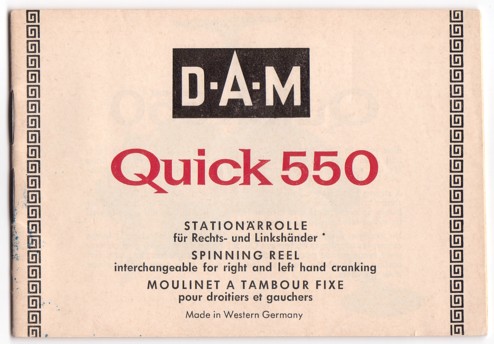 D·A·M
Quick 550
STATIONÄRROLLE
für Rechts- und Linkshänder *
SPINNING REEL
interchangeable for right and left hand cranking
MOULINET A TAMBOUR FIXE
pour droitiers et gauchers
Made in Western Germany